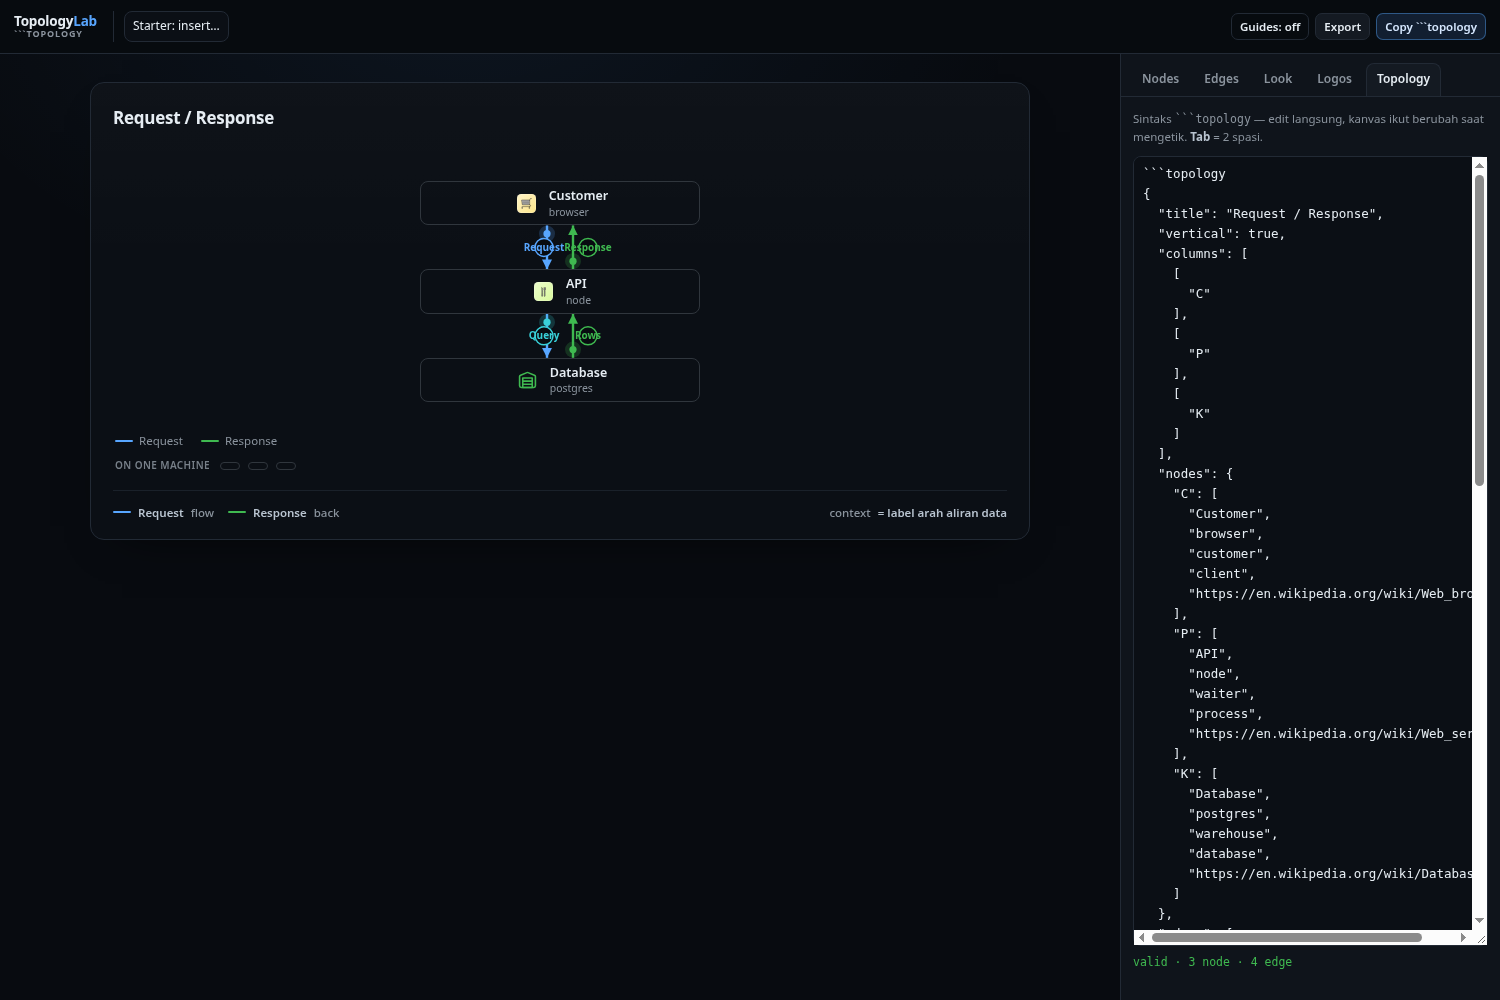 TopologyLab
```TOPOLOGY
Starter: insert…
Guides: off
Export
Copy ```topology
Request / Response
Customer
browser
Request
Response
API
node
Query
Rows
Database
postgres
Request
Response
ON ONE MACHINE
Request flow
Response back
context = label arah aliran data
Nodes
Edges
Look
Logos
Topology
Sintaks ```topology — edit langsung, kanvas ikut berubah saat
mengetik. Tab = 2 spasi.
```topology
{
  "title": "Request / Response",
  "vertical": true,
  "columns": [
    [
      "C"
    ],
    [
      "P"
    ],
    [
      "K"
    ]
  ],
  "nodes": {
    "C": [
      "Customer",
      "browser",
      "customer",
      "client",
      "https://en.wikipedia.org/wiki/Web_bro
    ],
    "P": [
      "API",
      "node",
      "waiter",
      "process",
      "https://en.wikipedia.org/wiki/Web_ser
    ],
    "K": [
      "Database",
      "postgres",
      "warehouse",
      "database",
      "https://en.wikipedia.org/wiki/Databas
    ]
  },
valid · 3 node · 4 edge